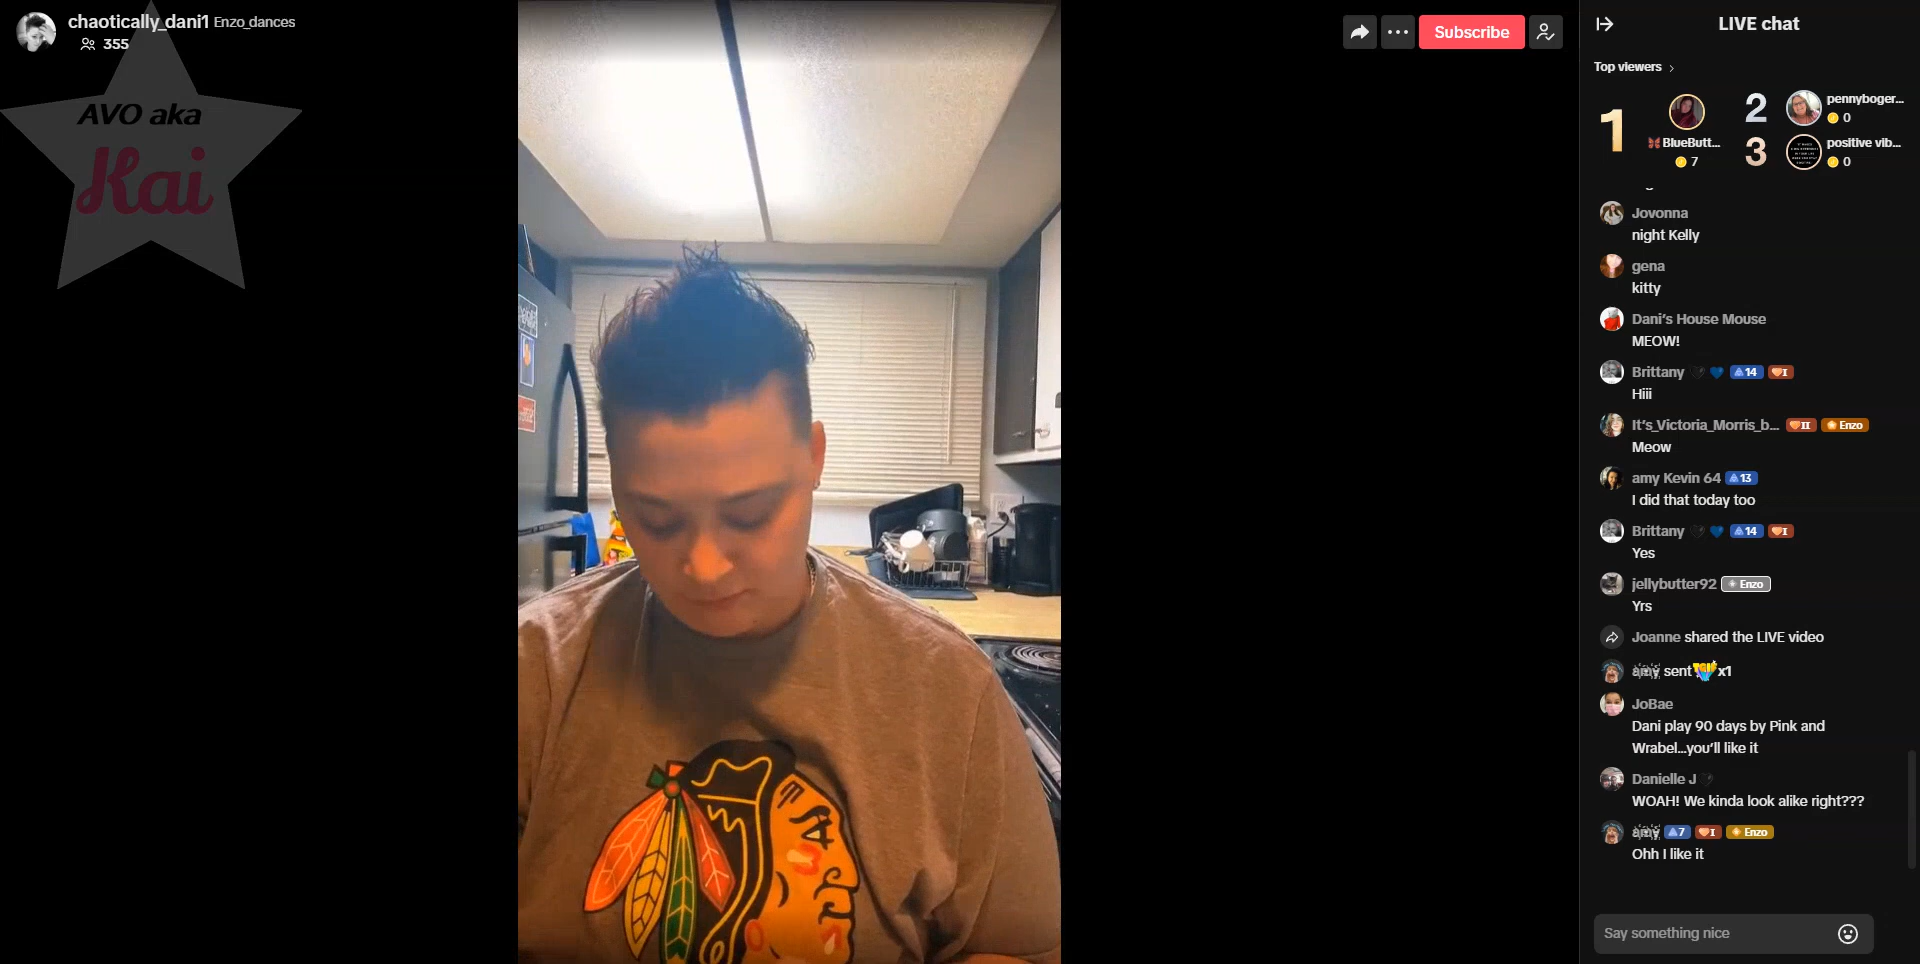 chaotically_dani1 Enzo_dances
355
AVO aka
Kai
Subscribe
LIVE chat
Top viewers
1
BlueButt...
7
2
pennyboger...
0
3
positive vib...
0
Jovonna
night Kelly
gena
kitty
Dani's House Mouse
MEOW!
Brittany 14 I
Hiii
It's_Victoria_Morris_b... II Enzo
Meow
amy Kevin 64 13
I did that today too
Brittany 14 I
Yes
jellybutter92 Enzo
Yrs
Joanne shared the LIVE video
amy sent x1
JoBae
Dani play 90 days by Pink and
Wrabel...you'll like it
Danielle J
WOAH! We kinda look alike right???
amy 7 I Enzo
Ohh I like it
Say something nice